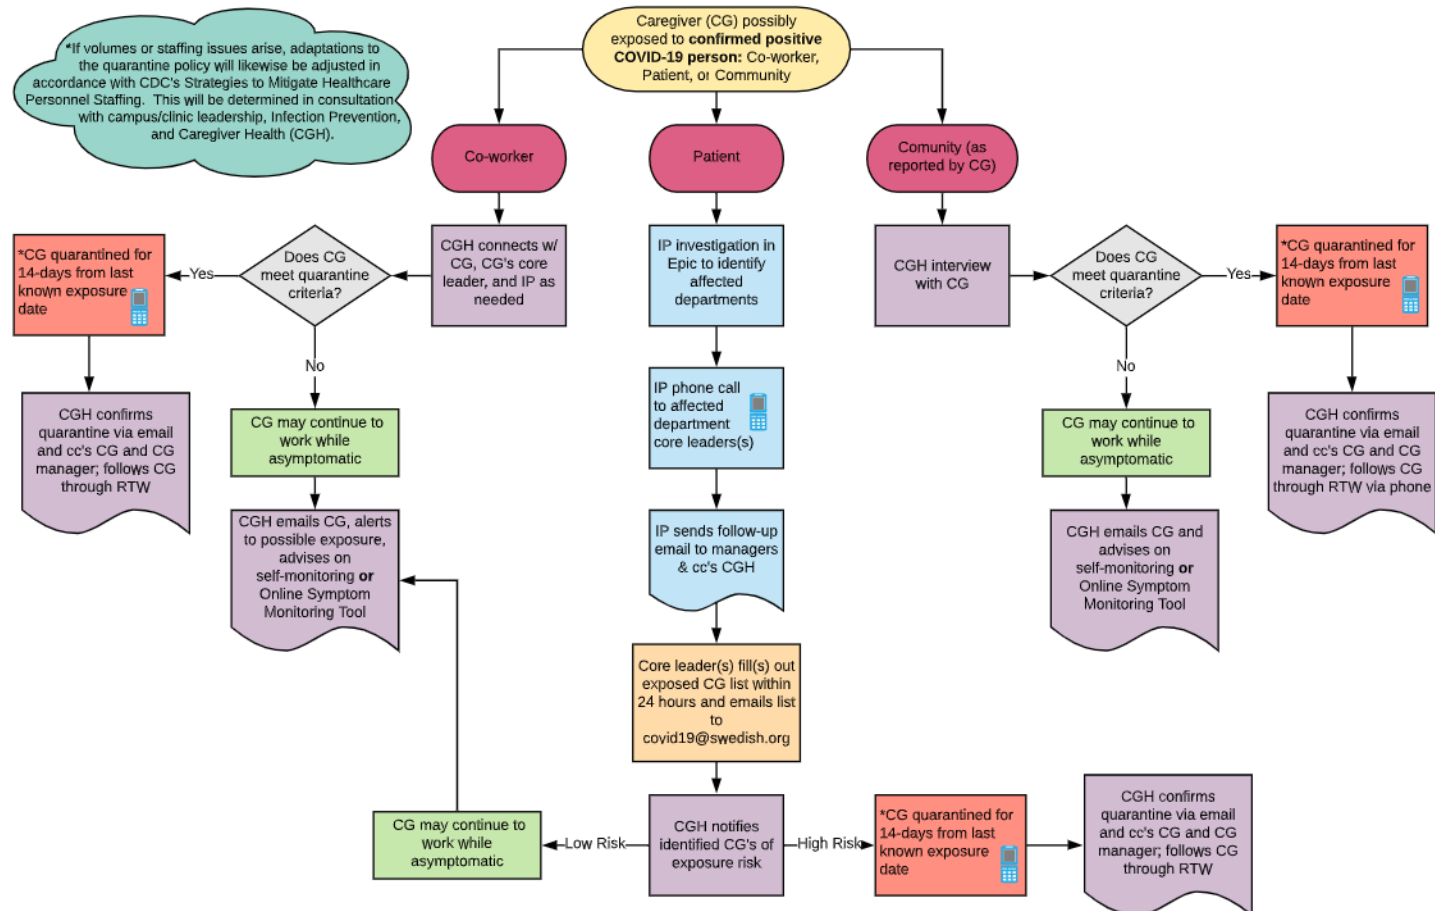 *If volumes or staffing issues arise, adaptations to
the quarantine policy will likewise be adjusted in
accordance with CDC's Strategies to Mitigate Healthcare
Personnel Staffing. This will be determined in consultation
with campus/clinic leadership, Infection Prevention,
and Caregiver Health (CGH).
Caregiver (CG) possibly
exposed to confirmed positive
COVID-19 person: Co-worker,
Patient, or Community
Co-worker
Patient
Comunity (as
reported by CG)
*CG quarantined for
14-days from last
known exposure
date
Yes
Does CG
meet quarantine
criteria?
CGH connects w/
CG, CG's core
leader, and IP as
needed
IP investigation in
Epic to identify
affected
departments
CGH interview
with CG
Does CG
meet quarantine
criteria?
Yes
*CG quarantined for
14-days from last
known exposure
date
No
No
CGH confirms
quarantine via email
and cc's CG and CG
manager; follows CG
through RTW
CG may continue to
work while
asymptomatic
IP phone call
to affected
department
core leaders(s)
CG may continue to
work while
asymptomatic
CGH confirms
quarantine via email
and cc's CG and CG
manager; follows CG
through RTW via phone
CGH emails CG, alerts
to possible exposure,
advises on
self-monitoring or
Online Symptom
Monitoring Tool
IP sends follow-up
email to managers
& cc's CGH
CGH emails CG and
advises on
self-monitoring or
Online Symptom
Monitoring Tool
Core leader(s) fill(s) out
exposed CG list within
24 hours and emails list
to
covid19@swedish.org
CG may continue to
work while
asymptomatic
Low Risk
CGH notifies
identified CG's of
exposure risk
High Risk
*CG quarantined for
14-days from last
known exposure
date
CGH confirms
quarantine via email
and cc's CG and CG
manager; follows CG
through RTW